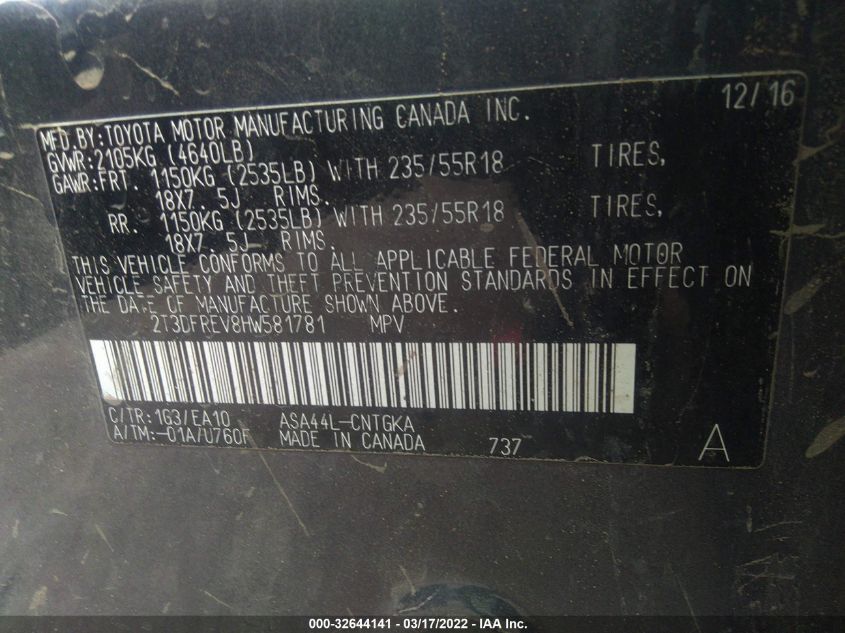 12/16
MFD.BY:TOYOTA MOTOR MANUFACTURING CANADA INC.
GVWR:2105KG (4640LB)
GAWR:FRT. 1150KG (2535LB) WITH 235/55R18 TIRES,
18X7. 5J RIMS.
RR. 1150KG (2535LB) WITH 235/55R18 TIRES,
18X7. 5J RIMS.
THIS VEHICLE CONFORMS TO ALL APPLICABLE FEDERAL MOTOR
VEHICLE SAFETY AND THEFT PREVENTION STANDARDS IN EFFECT ON
THE DATE OF MANUFACTURE SHOWN ABOVE.
2T3DFREV8HW581781 MPV
C/TR:1G3/EA10 ASA44L-CNTGKA
A/TM:-01A/U760F MADE IN CANADA 737 A
000-32644141 - 03/17/2022 - IAA Inc.